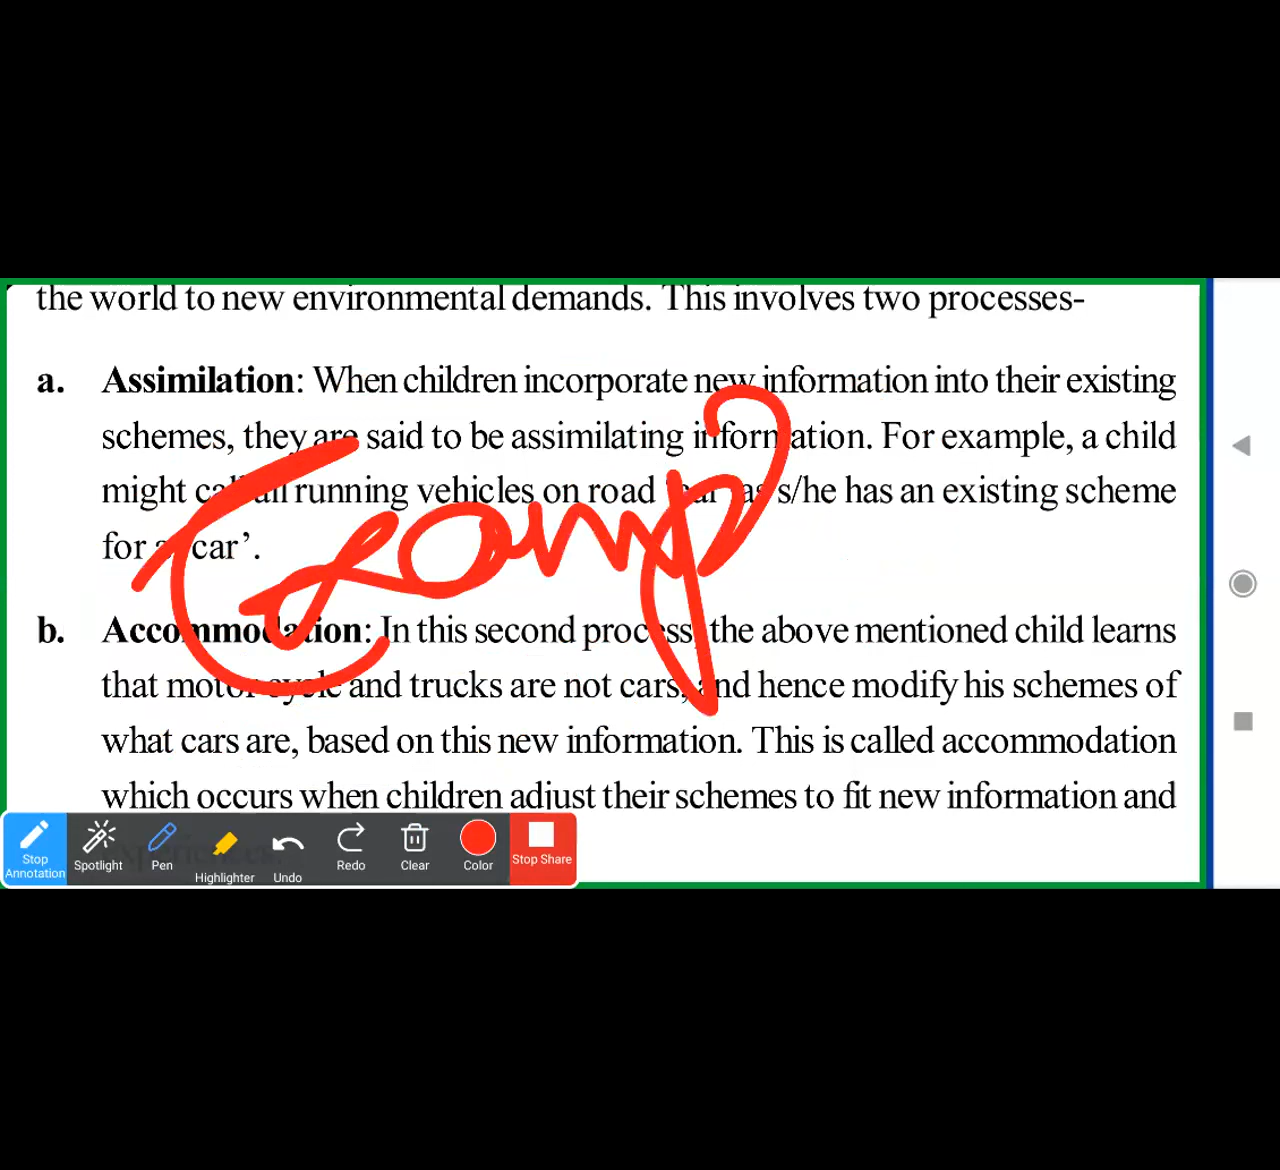 the world to new environmental demands. This involves two processes-
a. Assimilation: When children incorporate new information into their existing
schemes, they are said to be assimilating information. For example, a child
might call all running vehicles on road 'car' as s/he has an existing scheme
for a 'car'.
b. Accommodation: In this second process, the above mentioned child learns
that motor cycle and trucks are not cars, and hence modify his schemes of
what cars are, based on this new information. This is called accommodation
which occurs when children adjust their schemes to fit new information and
experiences.
Stop Annotation
Spotlight
Pen
Highlighter
Undo
Redo
Clear
Color
Stop Share